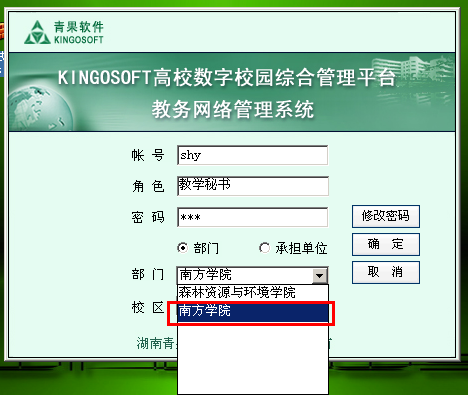 青果软件
KINGOSOFT
KINGOSOFT高校数字校园综合管理平台
教务网络管理系统
帐 号 shy
角 色 教学秘书
密 码 ***
修改密码
部门 承担单位
确 定
部 门 南方学院
取 消
森林资源与环境学院
校 区 南方学院
湖南青